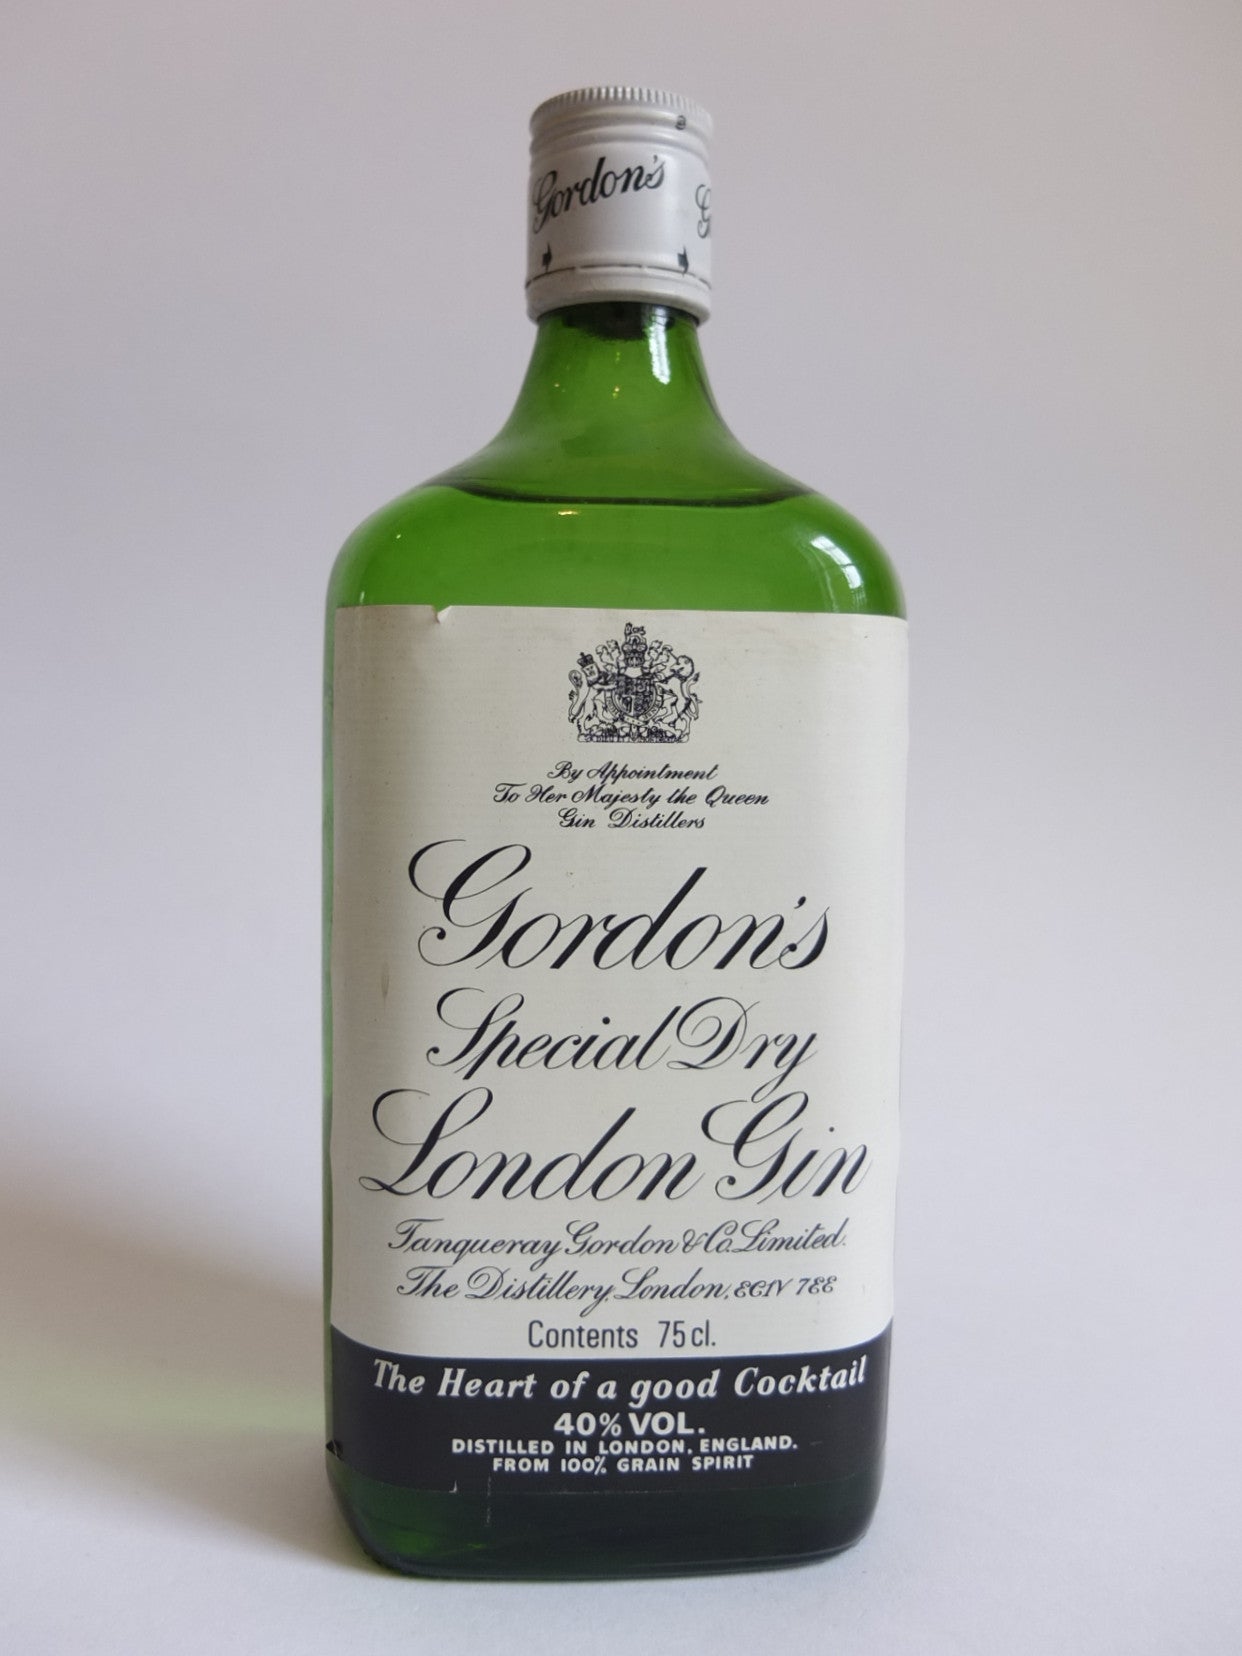 Gordon's
By Appointment
To Her Majesty the Queen
Gin Distillers
Gordon's
Special Dry
London Gin
Tanqueray Gordon & Co. Limited.
The Distillery, London, EC1V 7EE
Contents 75 cl.
The Heart of a good Cocktail
40% VOL.
DISTILLED IN LONDON, ENGLAND.
FROM 100% GRAIN SPIRIT